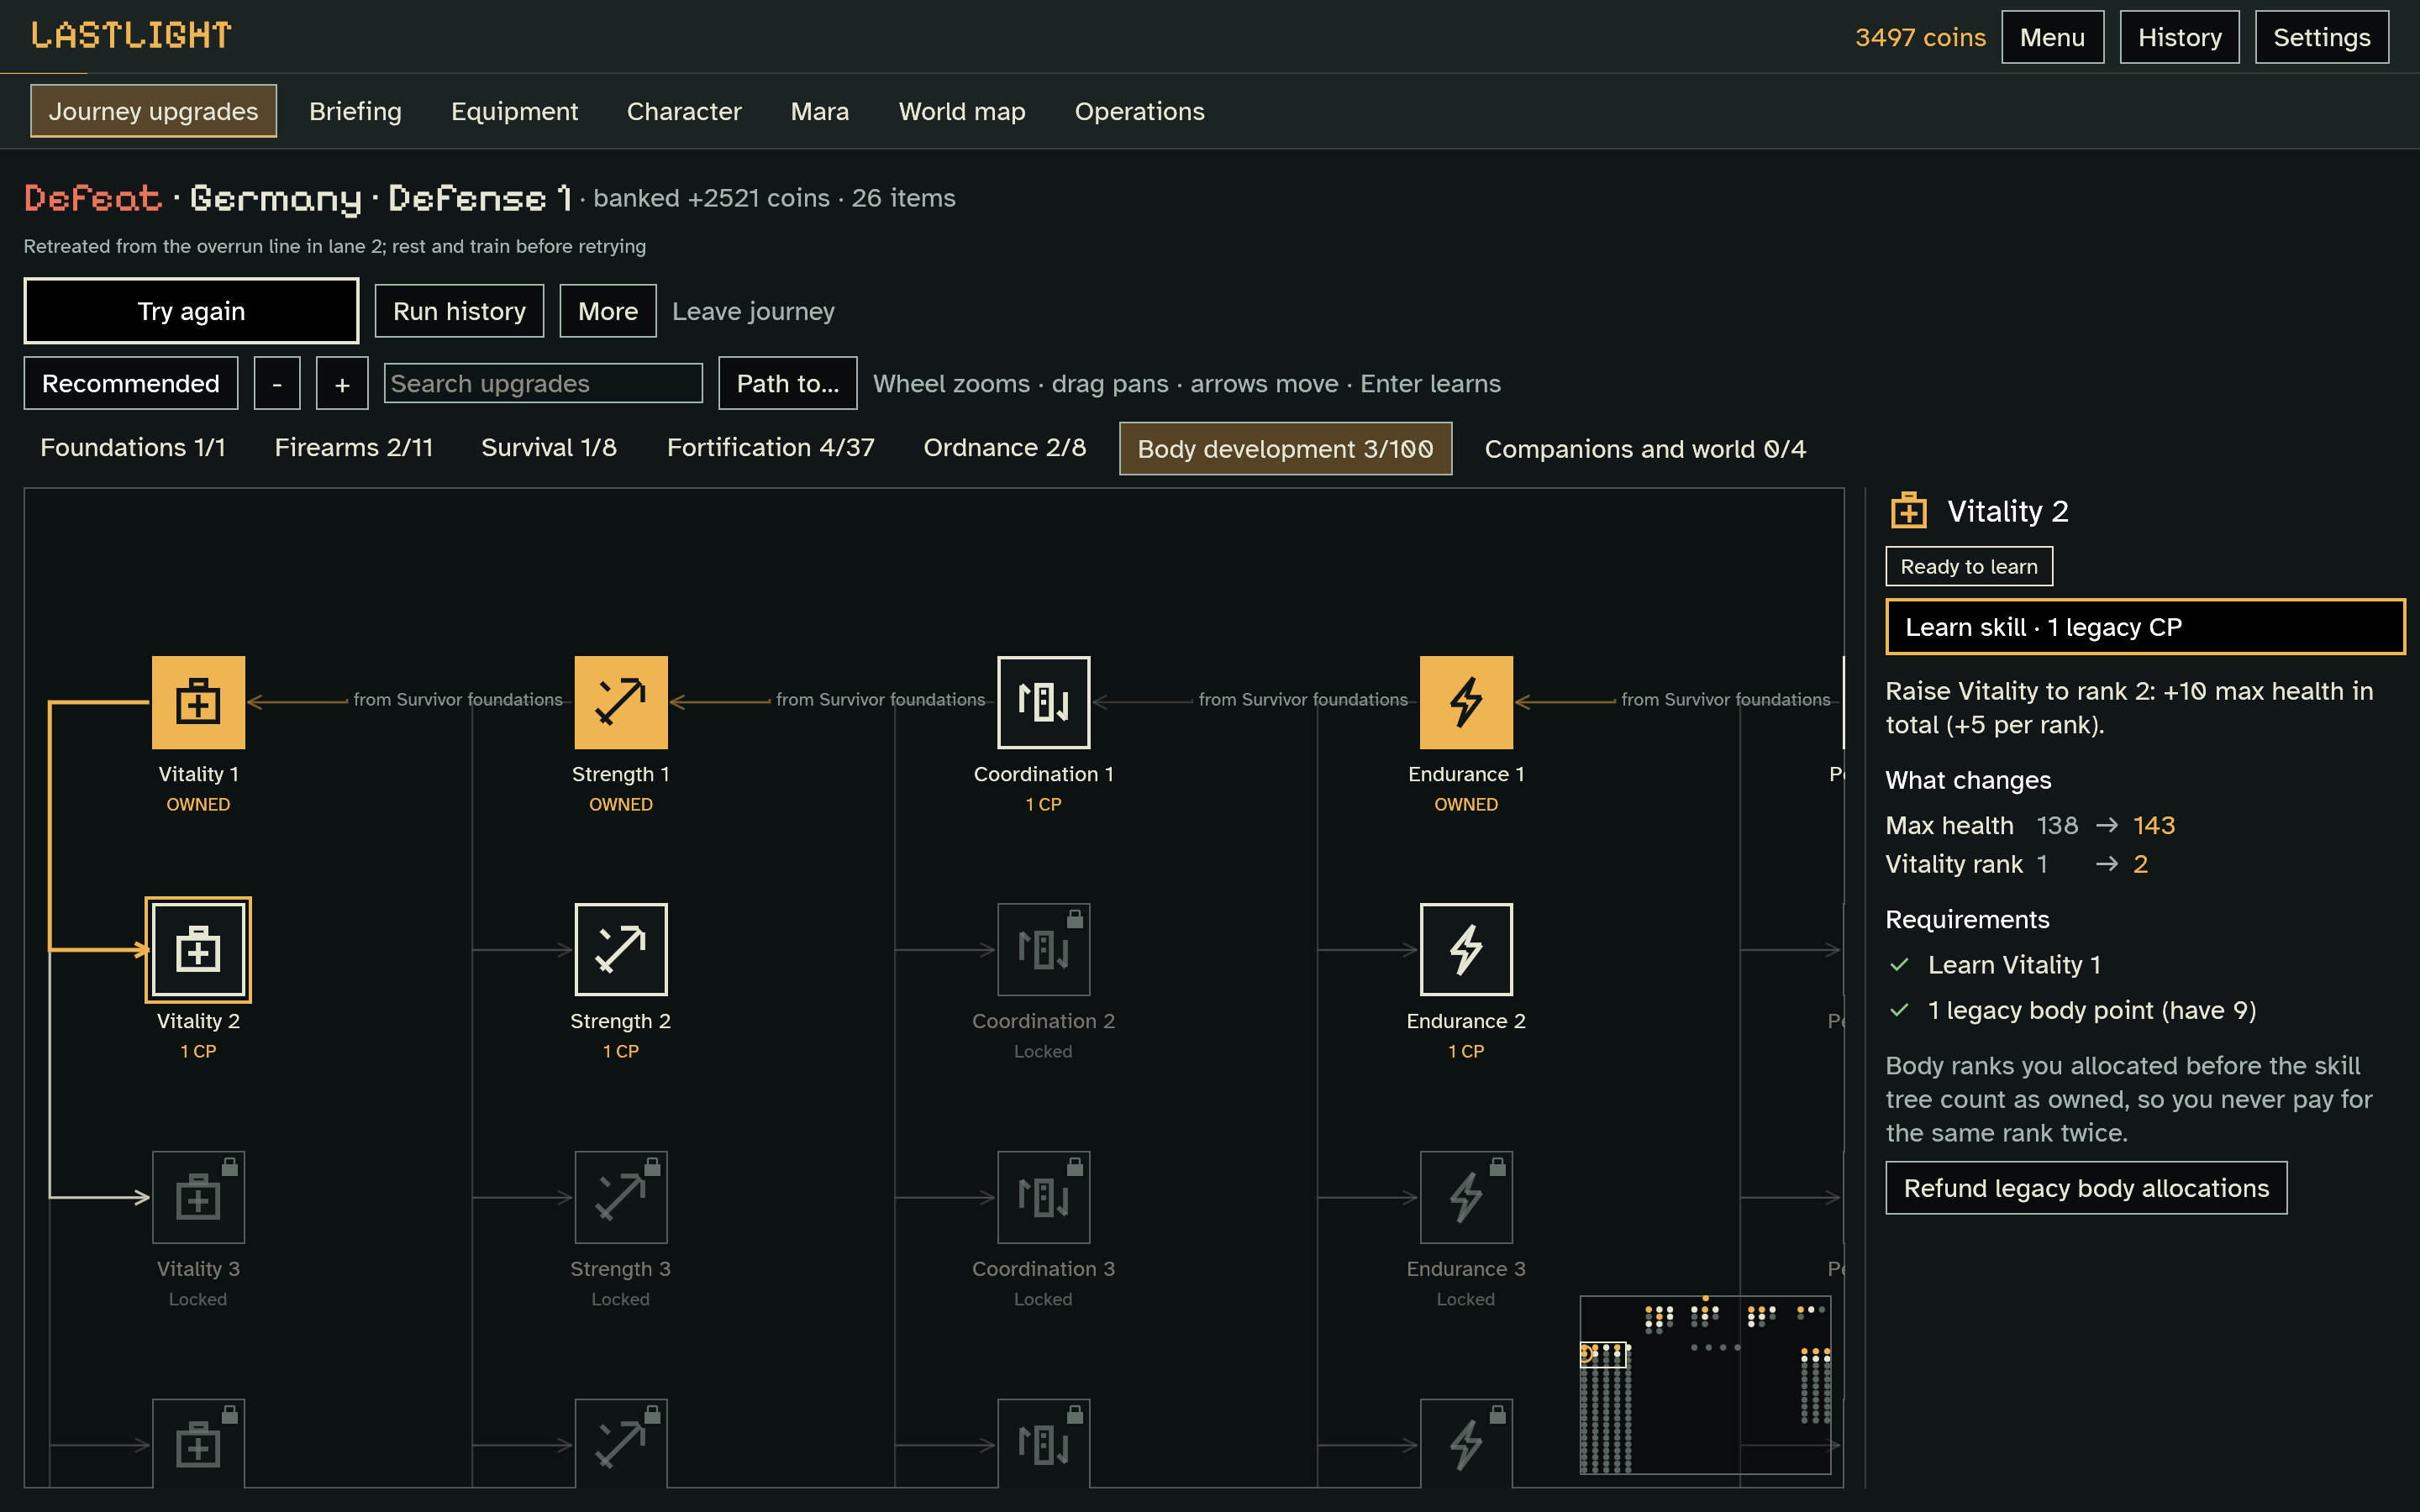 LASTLIGHT
3497 coins Menu History Settings
Journey upgrades Briefing Equipment Character Mara World map Operations
Defeat · Germany · Defense 1 · banked +2521 coins · 26 items
Retreated from the overrun line in lane 2; rest and train before retrying
Try again Run history More Leave journey
Recommended - + Search upgrades Path to... Wheel zooms · drag pans · arrows move · Enter learns
Foundations 1/1 Firearms 2/11 Survival 1/8 Fortification 4/37 Ordnance 2/8 Body development 3/100 Companions and world 0/4
from Survivor foundations from Survivor foundations from Survivor foundations from Survivor foundations
Vitality 1 Strength 1 Coordination 1 Endurance 1
OWNED OWNED 1 CP OWNED
Vitality 2 Strength 2 Coordination 2 Endurance 2
1 CP 1 CP Locked 1 CP
Vitality 3 Strength 3 Coordination 3 Endurance 3
Locked Locked Locked Locked
Vitality 2
Ready to learn
Learn skill · 1 legacy CP
Raise Vitality to rank 2: +10 max health in
total (+5 per rank).
What changes
Max health 138 → 143
Vitality rank 1 → 2
Requirements
✓ Learn Vitality 1
✓ 1 legacy body point (have 9)
Body ranks you allocated before the skill
tree count as owned, so you never pay for
the same rank twice.
Refund legacy body allocations